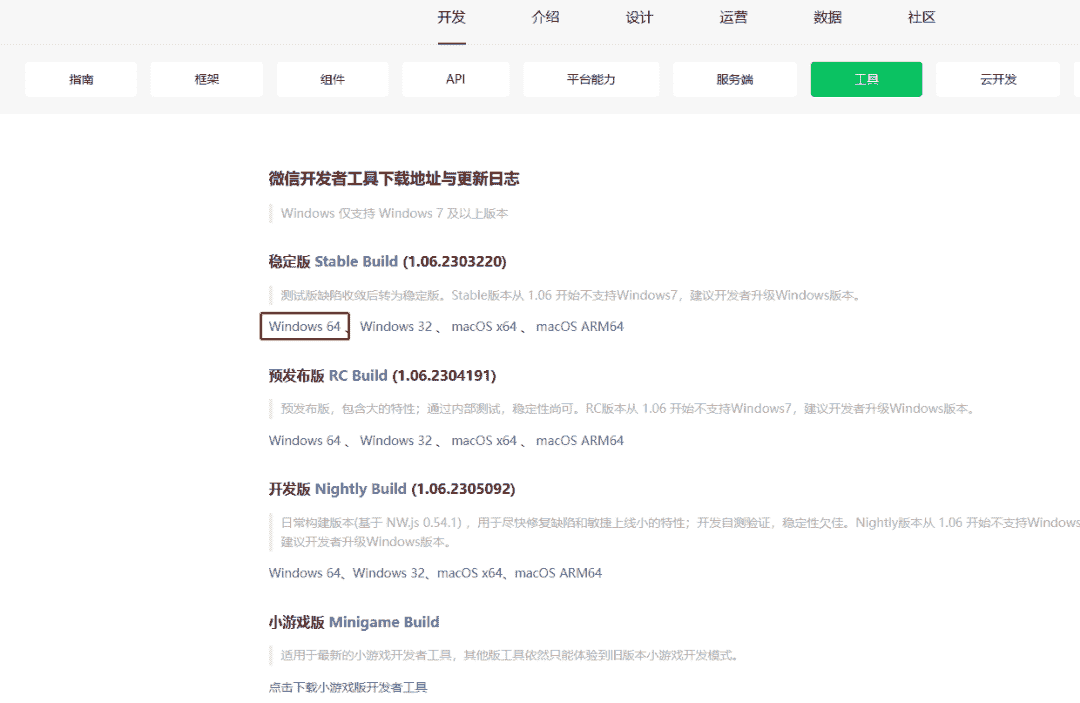 开发 介绍 设计 运营 数据 社区
指南 框架 组件 API 平台能力 服务端 工具 云开发
微信开发者工具下载地址与更新日志
Windows 仅支持 Windows 7 及以上版本
稳定版 Stable Build (1.06.2303220)
测试版缺陷收敛后转为稳定版。Stable版本从 1.06 开始不支持Windows7，建议开发者升级Windows版本。
Windows 64 、 Windows 32 、 macOS x64 、 macOS ARM64
预发布版 RC Build (1.06.2304191)
预发布版，包含大的特性；通过内部测试，稳定性尚可。RC版本从 1.06 开始不支持Windows7，建议开发者升级Windows版本。
Windows 64 、 Windows 32 、 macOS x64 、 macOS ARM64
开发版 Nightly Build (1.06.2305092)
日常构建版本(基于 NW.js 0.54.1) ，用于尽快修复缺陷和敏捷上线小的特性；开发自测验证，稳定性欠佳。Nightly版本从 1.06 开始不支持Windows
建议开发者升级Windows版本。
Windows 64、Windows 32、macOS x64、macOS ARM64
小游戏版 Minigame Build
适用于最新的小游戏开发者工具，其他版工具依然只能体验到旧版本小游戏开发模式。
点击下载小游戏版开发者工具